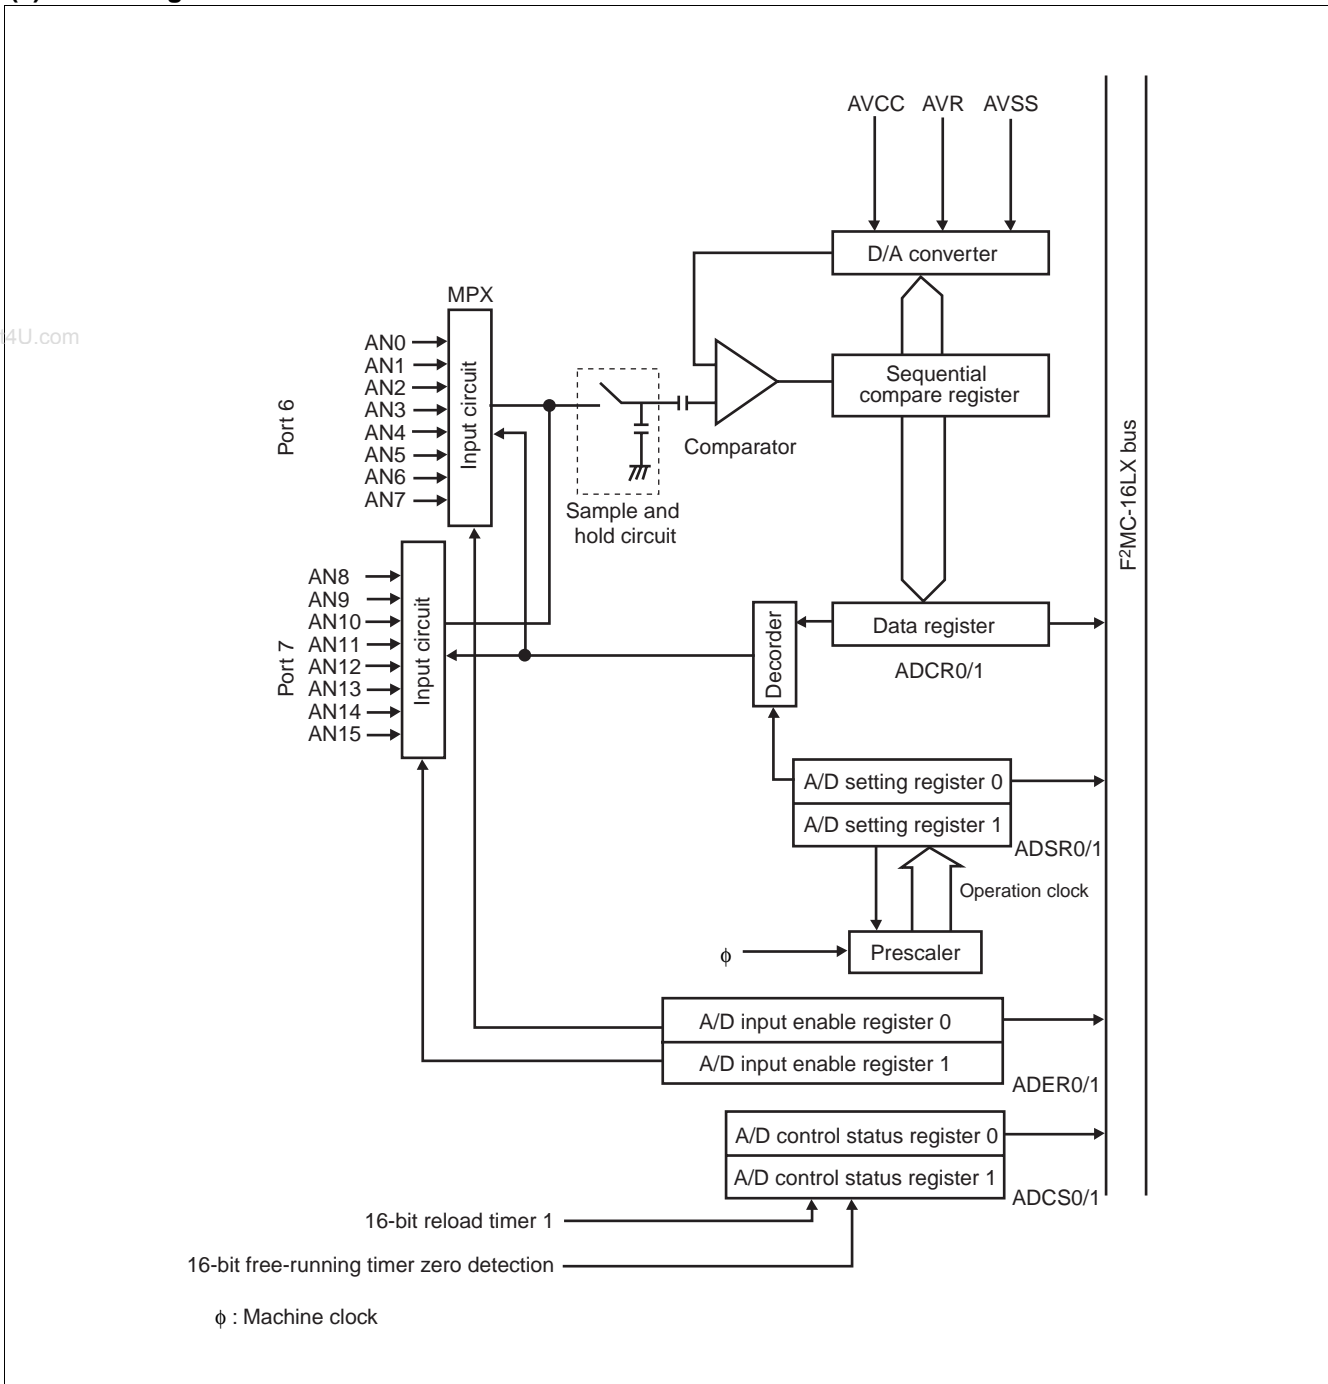 AVCC AVR AVSS
D/A converter
MPX
t4U.com
AN0
AN1
AN2
AN3
AN4
AN5
AN6
AN7
Port 6
Input circuit
Sequential
compare register
Comparator
Sample and
hold circuit
F²MC-16LX bus
AN8
AN9
AN10
AN11
AN12
AN13
AN14
AN15
Port 7
Input circuit
Decorder
Data register
ADCR0/1
A/D setting register 0
A/D setting register 1
ADSR0/1
Operation clock
ϕ
Prescaler
A/D input enable register 0
A/D input enable register 1
ADER0/1
A/D control status register 0
A/D control status register 1
ADCS0/1
16-bit reload timer 1
16-bit free-running timer zero detection
ϕ : Machine clock